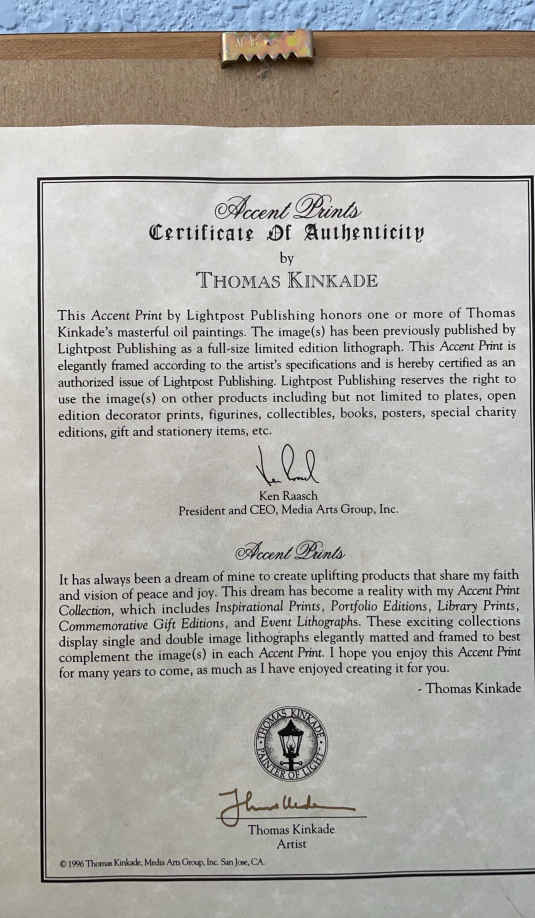 Accent Prints
Certificate Of Authenticity
by
THOMAS KINKADE
This Accent Print by Lightpost Publishing honors one or more of Thomas
Kinkade's masterful oil paintings. The image(s) has been previously published by
Lightpost Publishing as a full-size limited edition lithograph. This Accent Print is
elegantly framed according to the artist's specifications and is hereby certified as an
authorized issue of Lightpost Publishing. Lightpost Publishing reserves the right to
use the image(s) on other products including but not limited to plates, open
edition decorator prints, figurines, collectibles, books, posters, special charity
editions, gift and stationery items, etc.
Ken Raasch
President and CEO, Media Arts Group, Inc.
Accent Prints
It has always been a dream of mine to create uplifting products that share my faith
and vision of peace and joy. This dream has become a reality with my Accent Print
Collection, which includes Inspirational Prints, Portfolio Editions, Library Prints,
Commemorative Gift Editions, and Event Lithographs. These exciting collections
display single and double image lithographs elegantly matted and framed to best
complement the image(s) in each Accent Print. I hope you enjoy this Accent Print
for many years to come, as much as I have enjoyed creating it for you.
- Thomas Kinkade
THOMAS KINKADE
PAINTER OF LIGHT
Thomas Kinkade
Artist
© 1996 Thomas Kinkade, Media Arts Group, Inc. San Jose, CA.